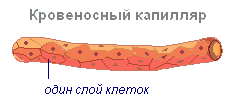 Кровеносный капилляр
один слой клеток